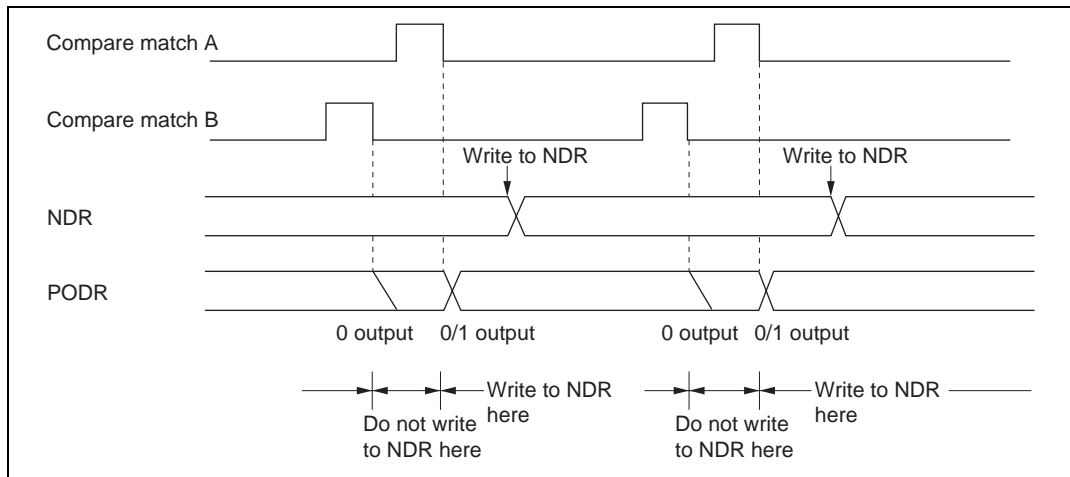 Compare match A
Compare match B
Write to NDR
Write to NDR
NDR
PODR
0 output
0/1 output
0 output
0/1 output
Write to NDR
here
Write to NDR
here
Do not write
to NDR here
Do not write
to NDR here